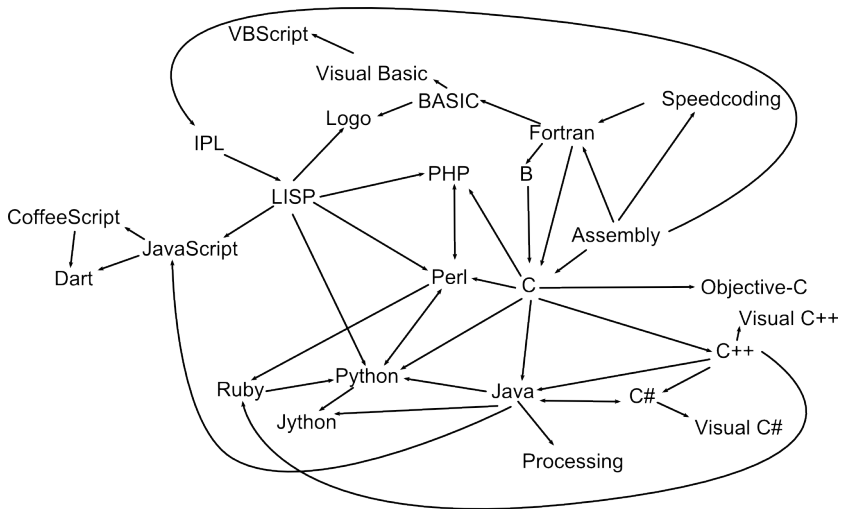 VBScript
Visual Basic
BASIC
Speedcoding
Logo
Fortran
IPL
PHP
B
LISP
CoffeeScript
JavaScript
Assembly
Dart
Perl
C
Objective-C
Visual C++
C++
Python
Ruby
Java
C#
Jython
Visual C#
Processing